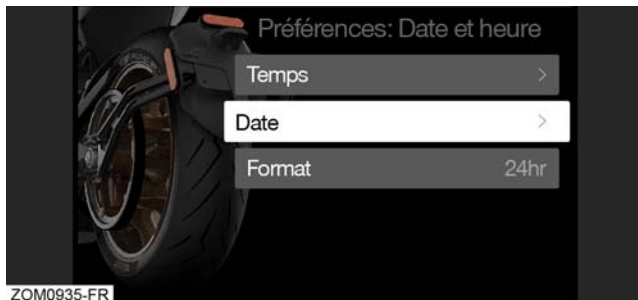 Préférences: Date et heure
Temps >
Date >
Format 24hr
ZOM0935-FR